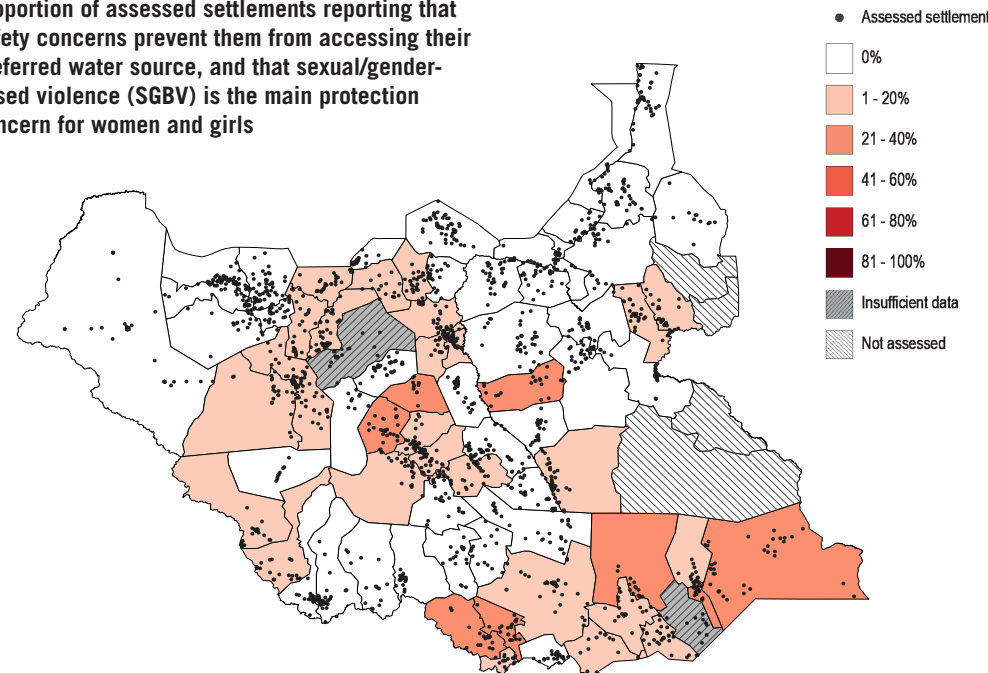 oportion of assessed settlements reporting that
fety concerns prevent them from accessing their
eferred water source, and that sexual/gender-
sed violence (SGBV) is the main protection
ncern for women and girls
Assessed settlement
0%
1 - 20%
21 - 40%
41 - 60%
61 - 80%
81 - 100%
Insufficient data
Not assessed